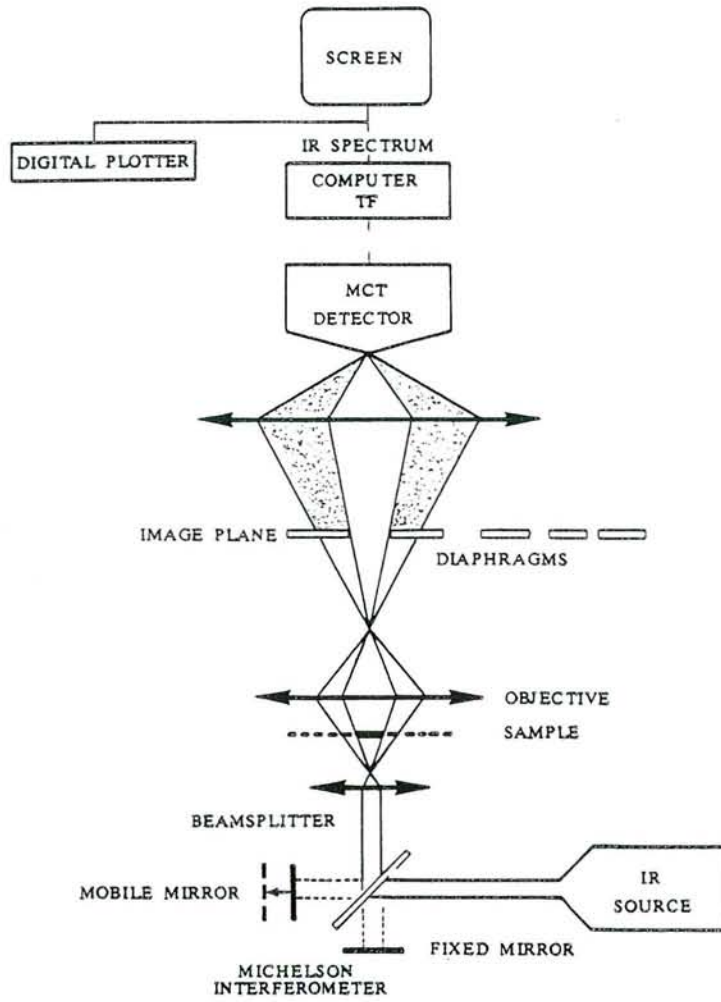 SCREEN
DIGITAL PLOTTER
IR SPECTRUM
COMPUTER
TF
MCT
DETECTOR
IMAGE PLANE
DIAPHRAGMS
OBJECTIVE
SAMPLE
BEAMSPLITTER
MOBILE MIRROR
IR
SOURCE
FIXED MIRROR
MICHELSON
INTERFEROMETER